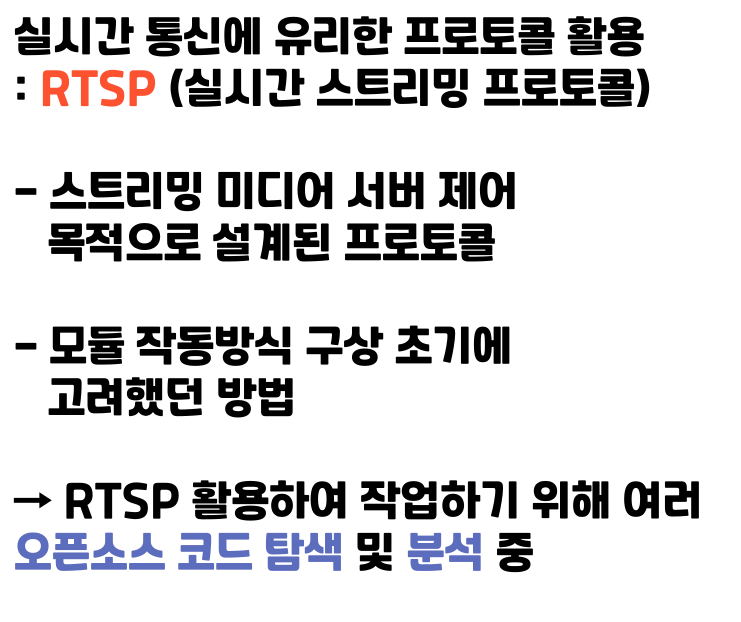 실시간 통신에 유리한 프로토콜 활용
: RTSP (실시간 스트리밍 프로토콜)
- 스트리밍 미디어 서버 제어
목적으로 설계된 프로토콜
- 모듈 작동방식 구상 초기에
고려했던 방법
→ RTSP 활용하여 작업하기 위해 여러
오픈소스 코드 탐색 및 분석 중